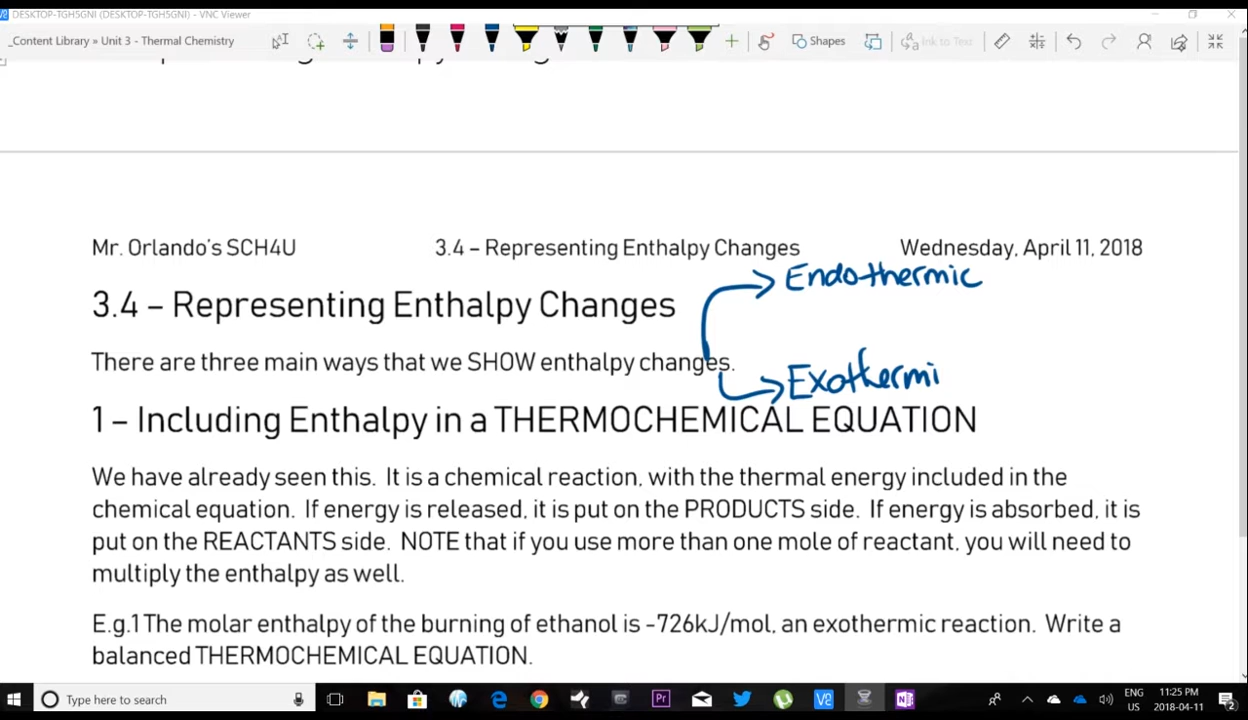 DESKTOP-TGH5GNI (DESKTOP-TGH5GNI) - VNC Viewer
_Content Library » Unit 3 - Thermal Chemistry
Shapes
Ink to Text
Mr. Orlando's SCH4U 3.4 – Representing Enthalpy Changes Wednesday, April 11, 2018
Endothermic
3.4 – Representing Enthalpy Changes
There are three main ways that we SHOW enthalpy changes.
Exothermi
1 – Including Enthalpy in a THERMOCHEMICAL EQUATION
We have already seen this. It is a chemical reaction, with the thermal energy included in the
chemical equation. If energy is released, it is put on the PRODUCTS side. If energy is absorbed, it is
put on the REACTANTS side. NOTE that if you use more than one mole of reactant, you will need to
multiply the enthalpy as well.
E.g.1 The molar enthalpy of the burning of ethanol is -726kJ/mol, an exothermic reaction. Write a
balanced THERMOCHEMICAL EQUATION.
Type here to search
ENG 11:25 PM
US 2018-04-11
2